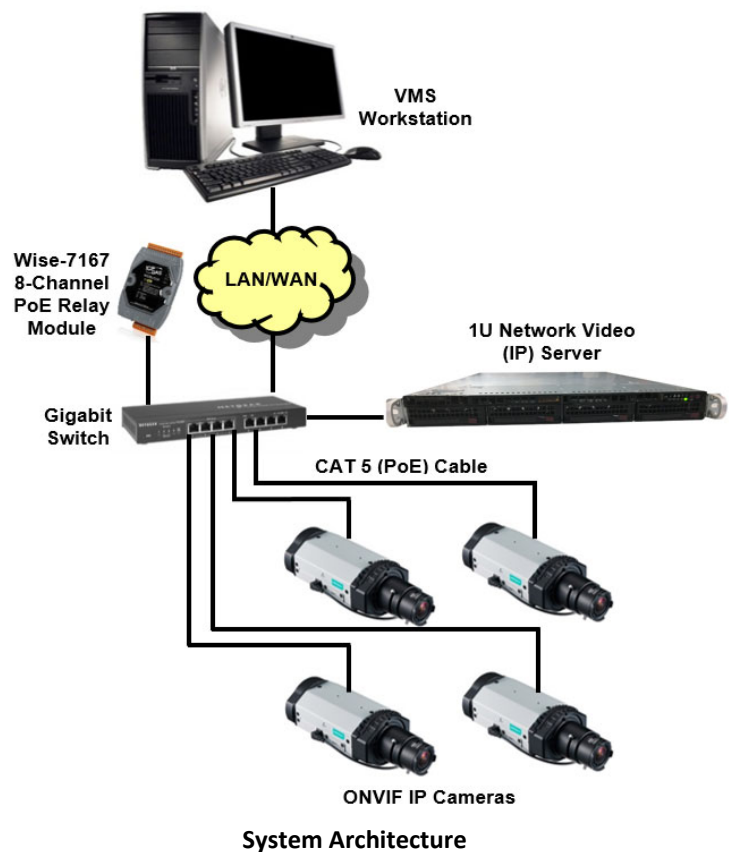 VMS
Workstation
Wise-7167
8-Channel
PoE Relay
Module
LAN/WAN
1U Network Video
(IP) Server
Gigabit
Switch
NETGEAR
CAT 5 (PoE) Cable
ONVIF IP Cameras
System Architecture